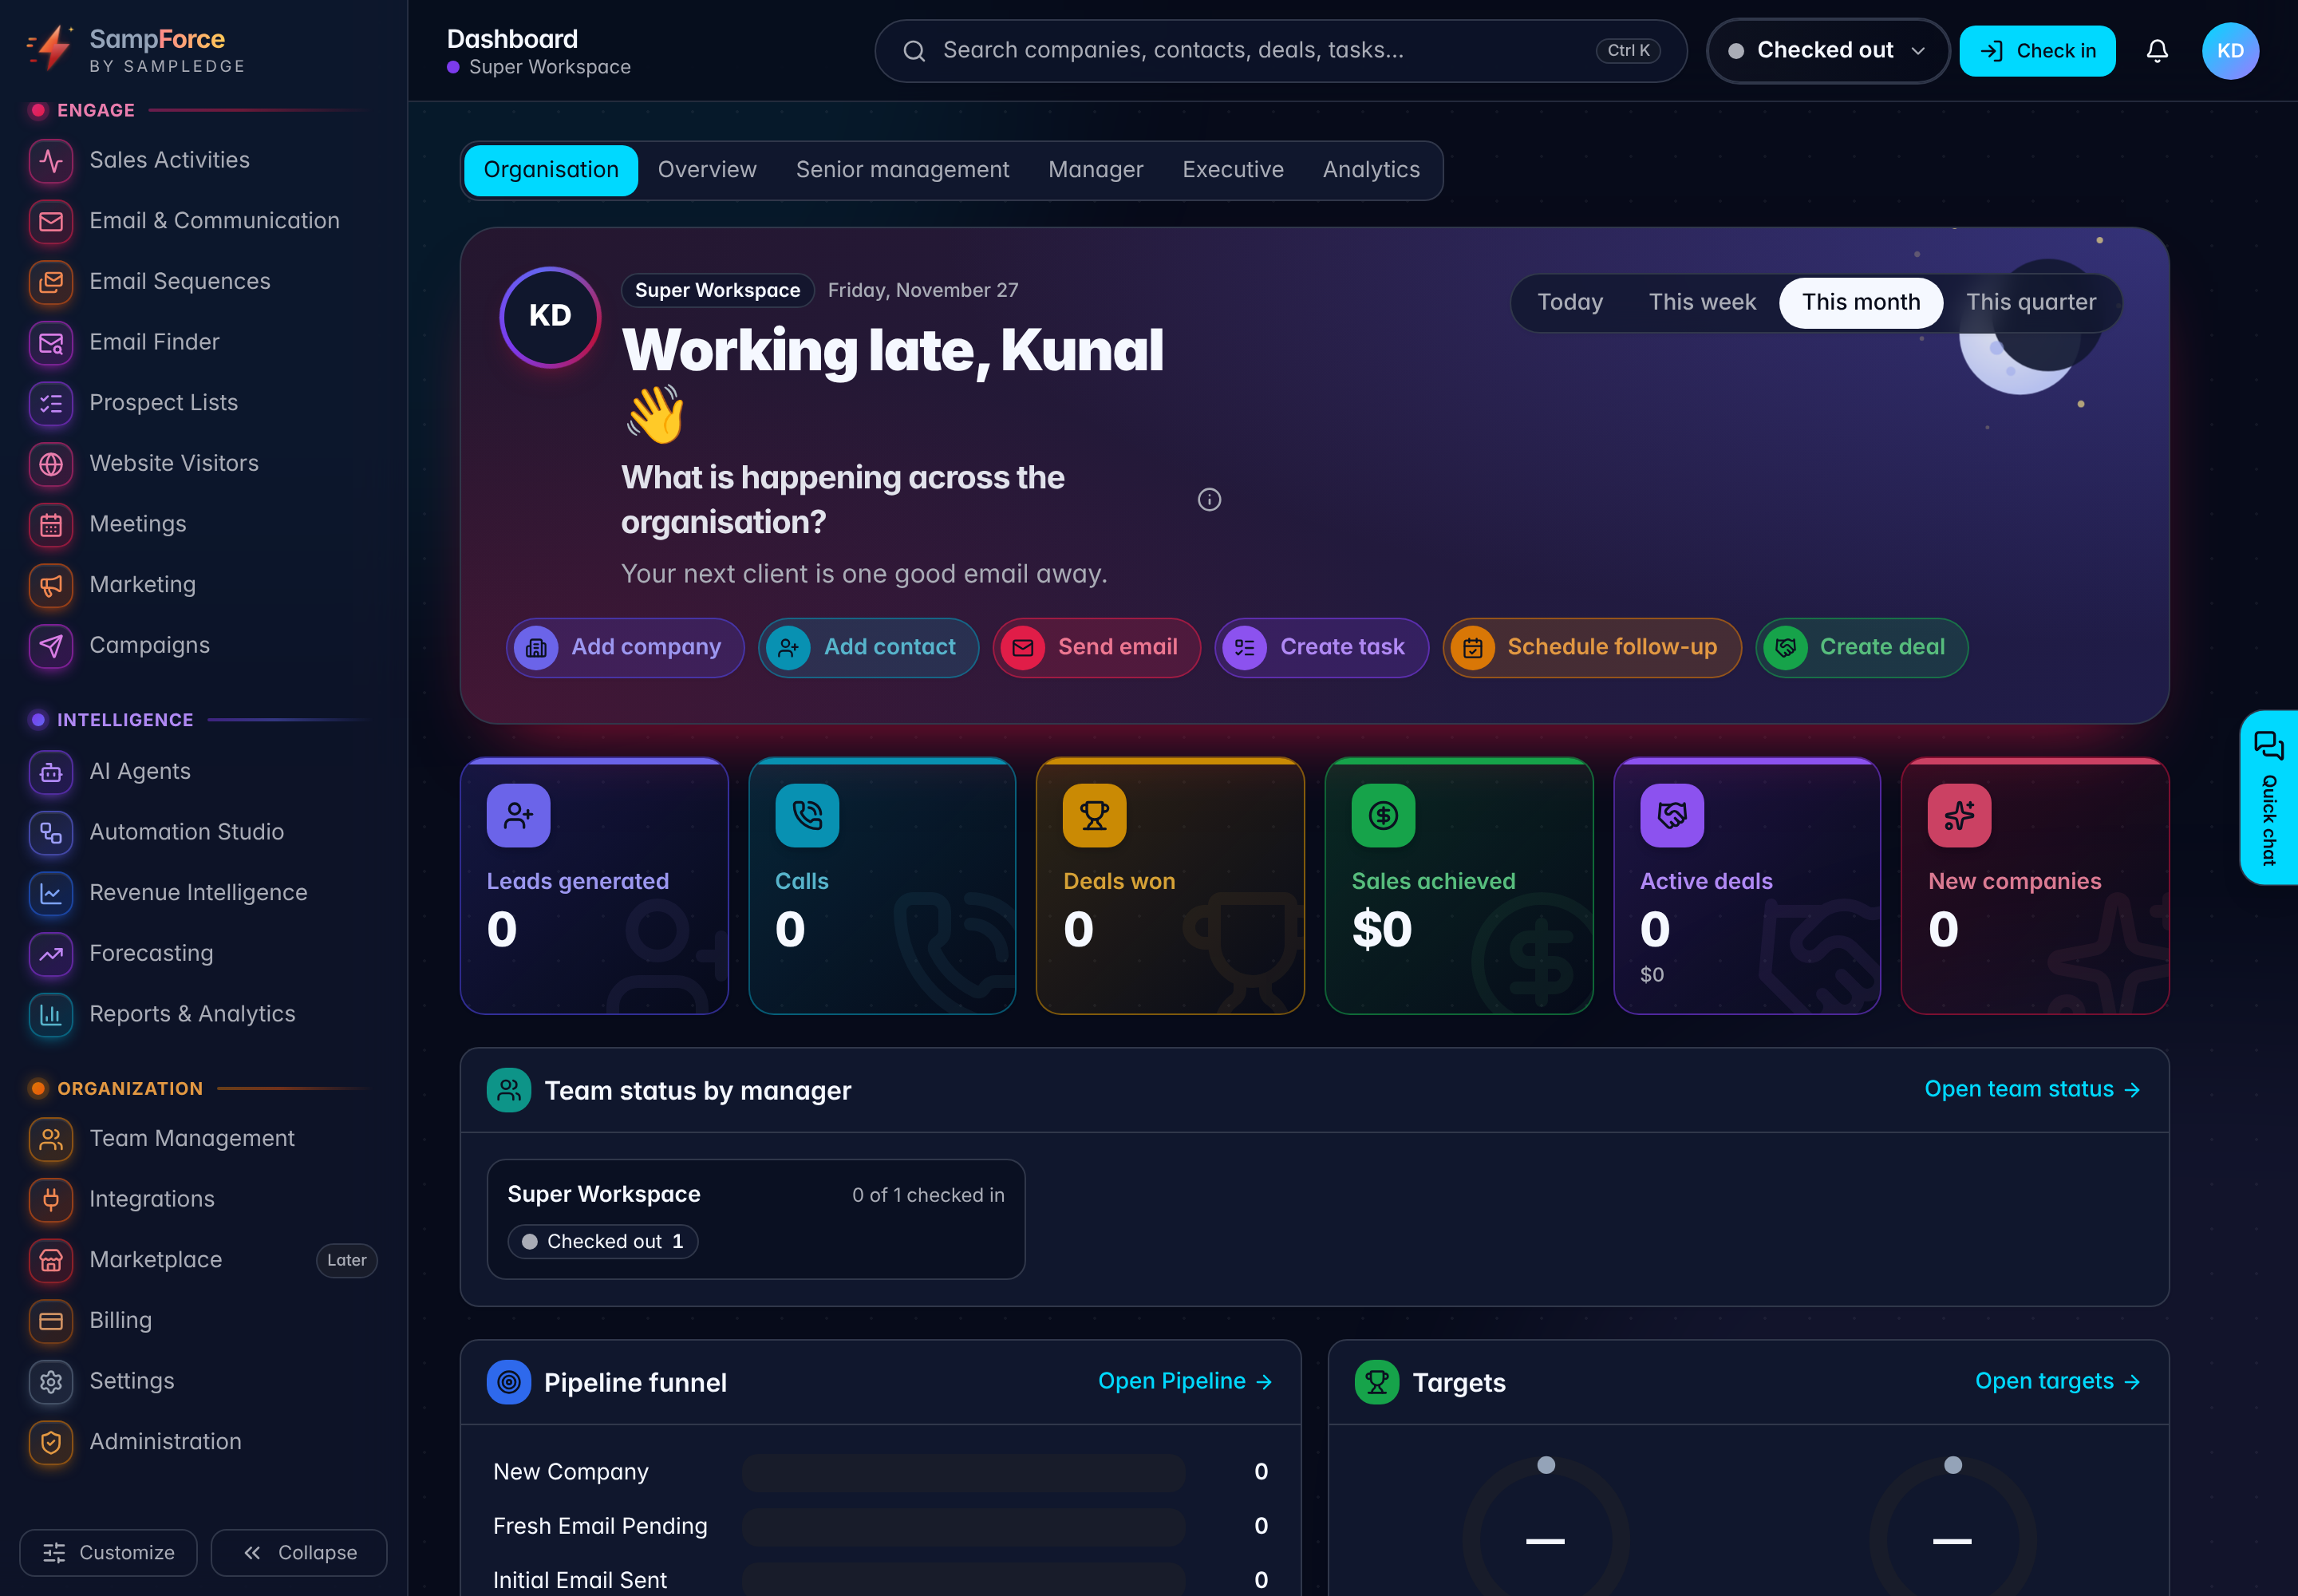 SampForce
BY SAMPLEDGE
ENGAGE
Sales Activities
Email & Communication
Email Sequences
Email Finder
Prospect Lists
Website Visitors
Meetings
Marketing
Campaigns
INTELLIGENCE
AI Agents
Automation Studio
Revenue Intelligence
Forecasting
Reports & Analytics
ORGANIZATION
Team Management
Integrations
Marketplace Later
Billing
Settings
Administration
Customize Collapse
Dashboard
Super Workspace
Search companies, contacts, deals, tasks... Ctrl K
Checked out
Check in
KD
Organisation Overview Senior management Manager Executive Analytics
KD
Super Workspace Friday, November 27
Working late, Kunal
👋
What is happening across the
organisation?
Your next client is one good email away.
Today This week This month This quarter
Add company Add contact Send email Create task Schedule follow-up Create deal
Leads generated
0
Calls
0
Deals won
0
Sales achieved
$0
Active deals
0
$0
New companies
0
Quick chat
Team status by manager Open team status →
Super Workspace 0 of 1 checked in
Checked out 1
Pipeline funnel Open Pipeline →
New Company 0
Fresh Email Pending 0
Initial Email Sent 0
Targets Open targets →
— —